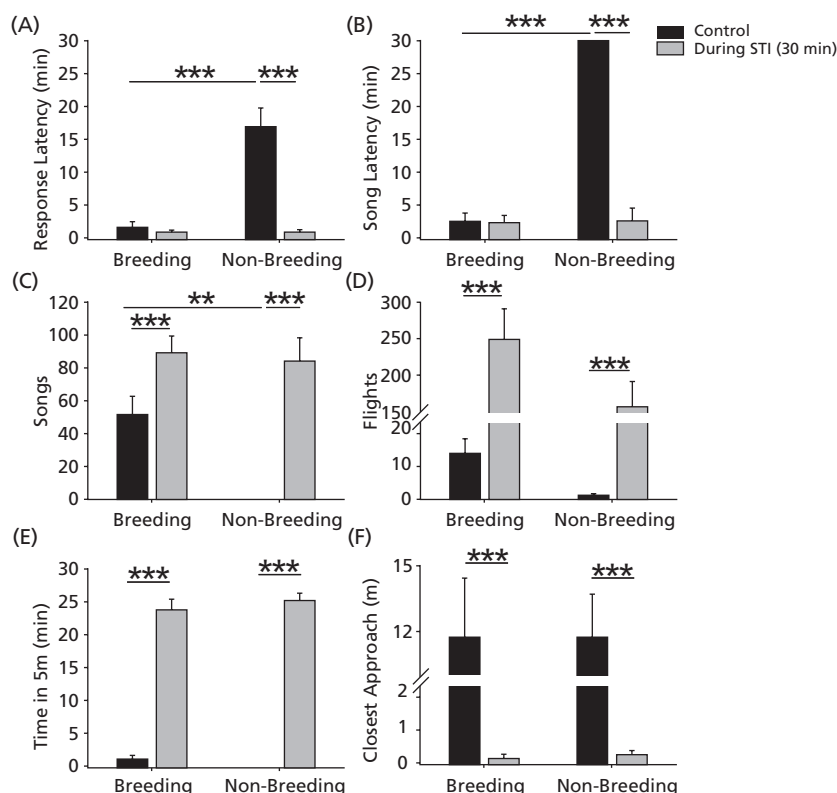 (A)
30
25
20
15
10
5
0
Response Latency (min)
***
***
Breeding
Non-Breeding
(B)
30
25
20
15
10
5
0
Song Latency (min)
***
***
Breeding
Non-Breeding
Control
During STI (30 min)
(C)
120
100
80
60
40
20
0
Songs
**
***
***
Breeding
Non-Breeding
(D)
300
250
200
150
20
10
0
Flights
***
***
Breeding
Non-Breeding
(E)
30
25
20
15
10
5
0
Time in 5m (min)
***
***
Breeding
Non-Breeding
(F)
15
12
2
1
0
Closest Approach (m)
***
***
Breeding
Non-Breeding